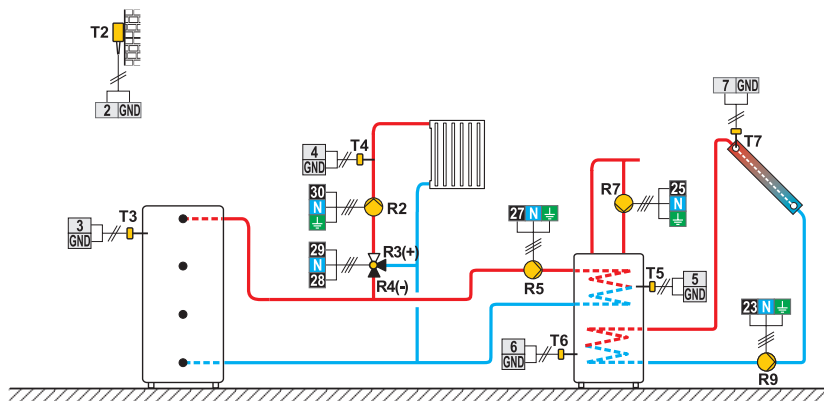 T2
2 GND
7 GND
T7
4
GND
T4
30
N
R2
R7
25
N
3
GND
T3
27 N
29
N
28
R3(+)
R4(-)
R5
T5
5
GND
23 N
6
GND
T6
R9